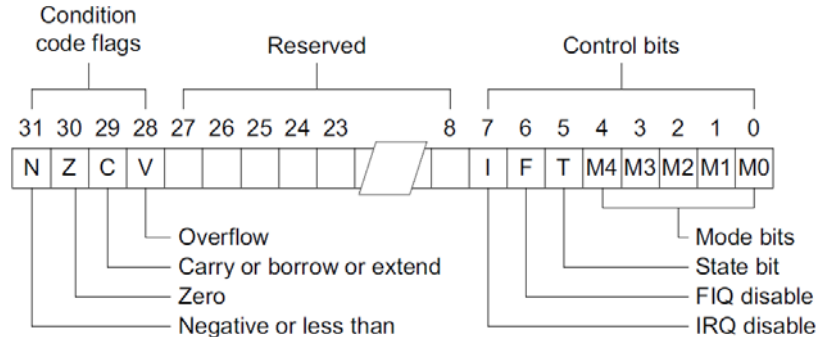 Condition
code flags
Reserved
Control bits
31 30 29 28 27 26 25 24 23 8 7 6 5 4 3 2 1 0
N Z C V I F T M4 M3 M2 M1 M0
Overflow
Mode bits
Carry or borrow or extend
State bit
Zero
FIQ disable
Negative or less than
IRQ disable